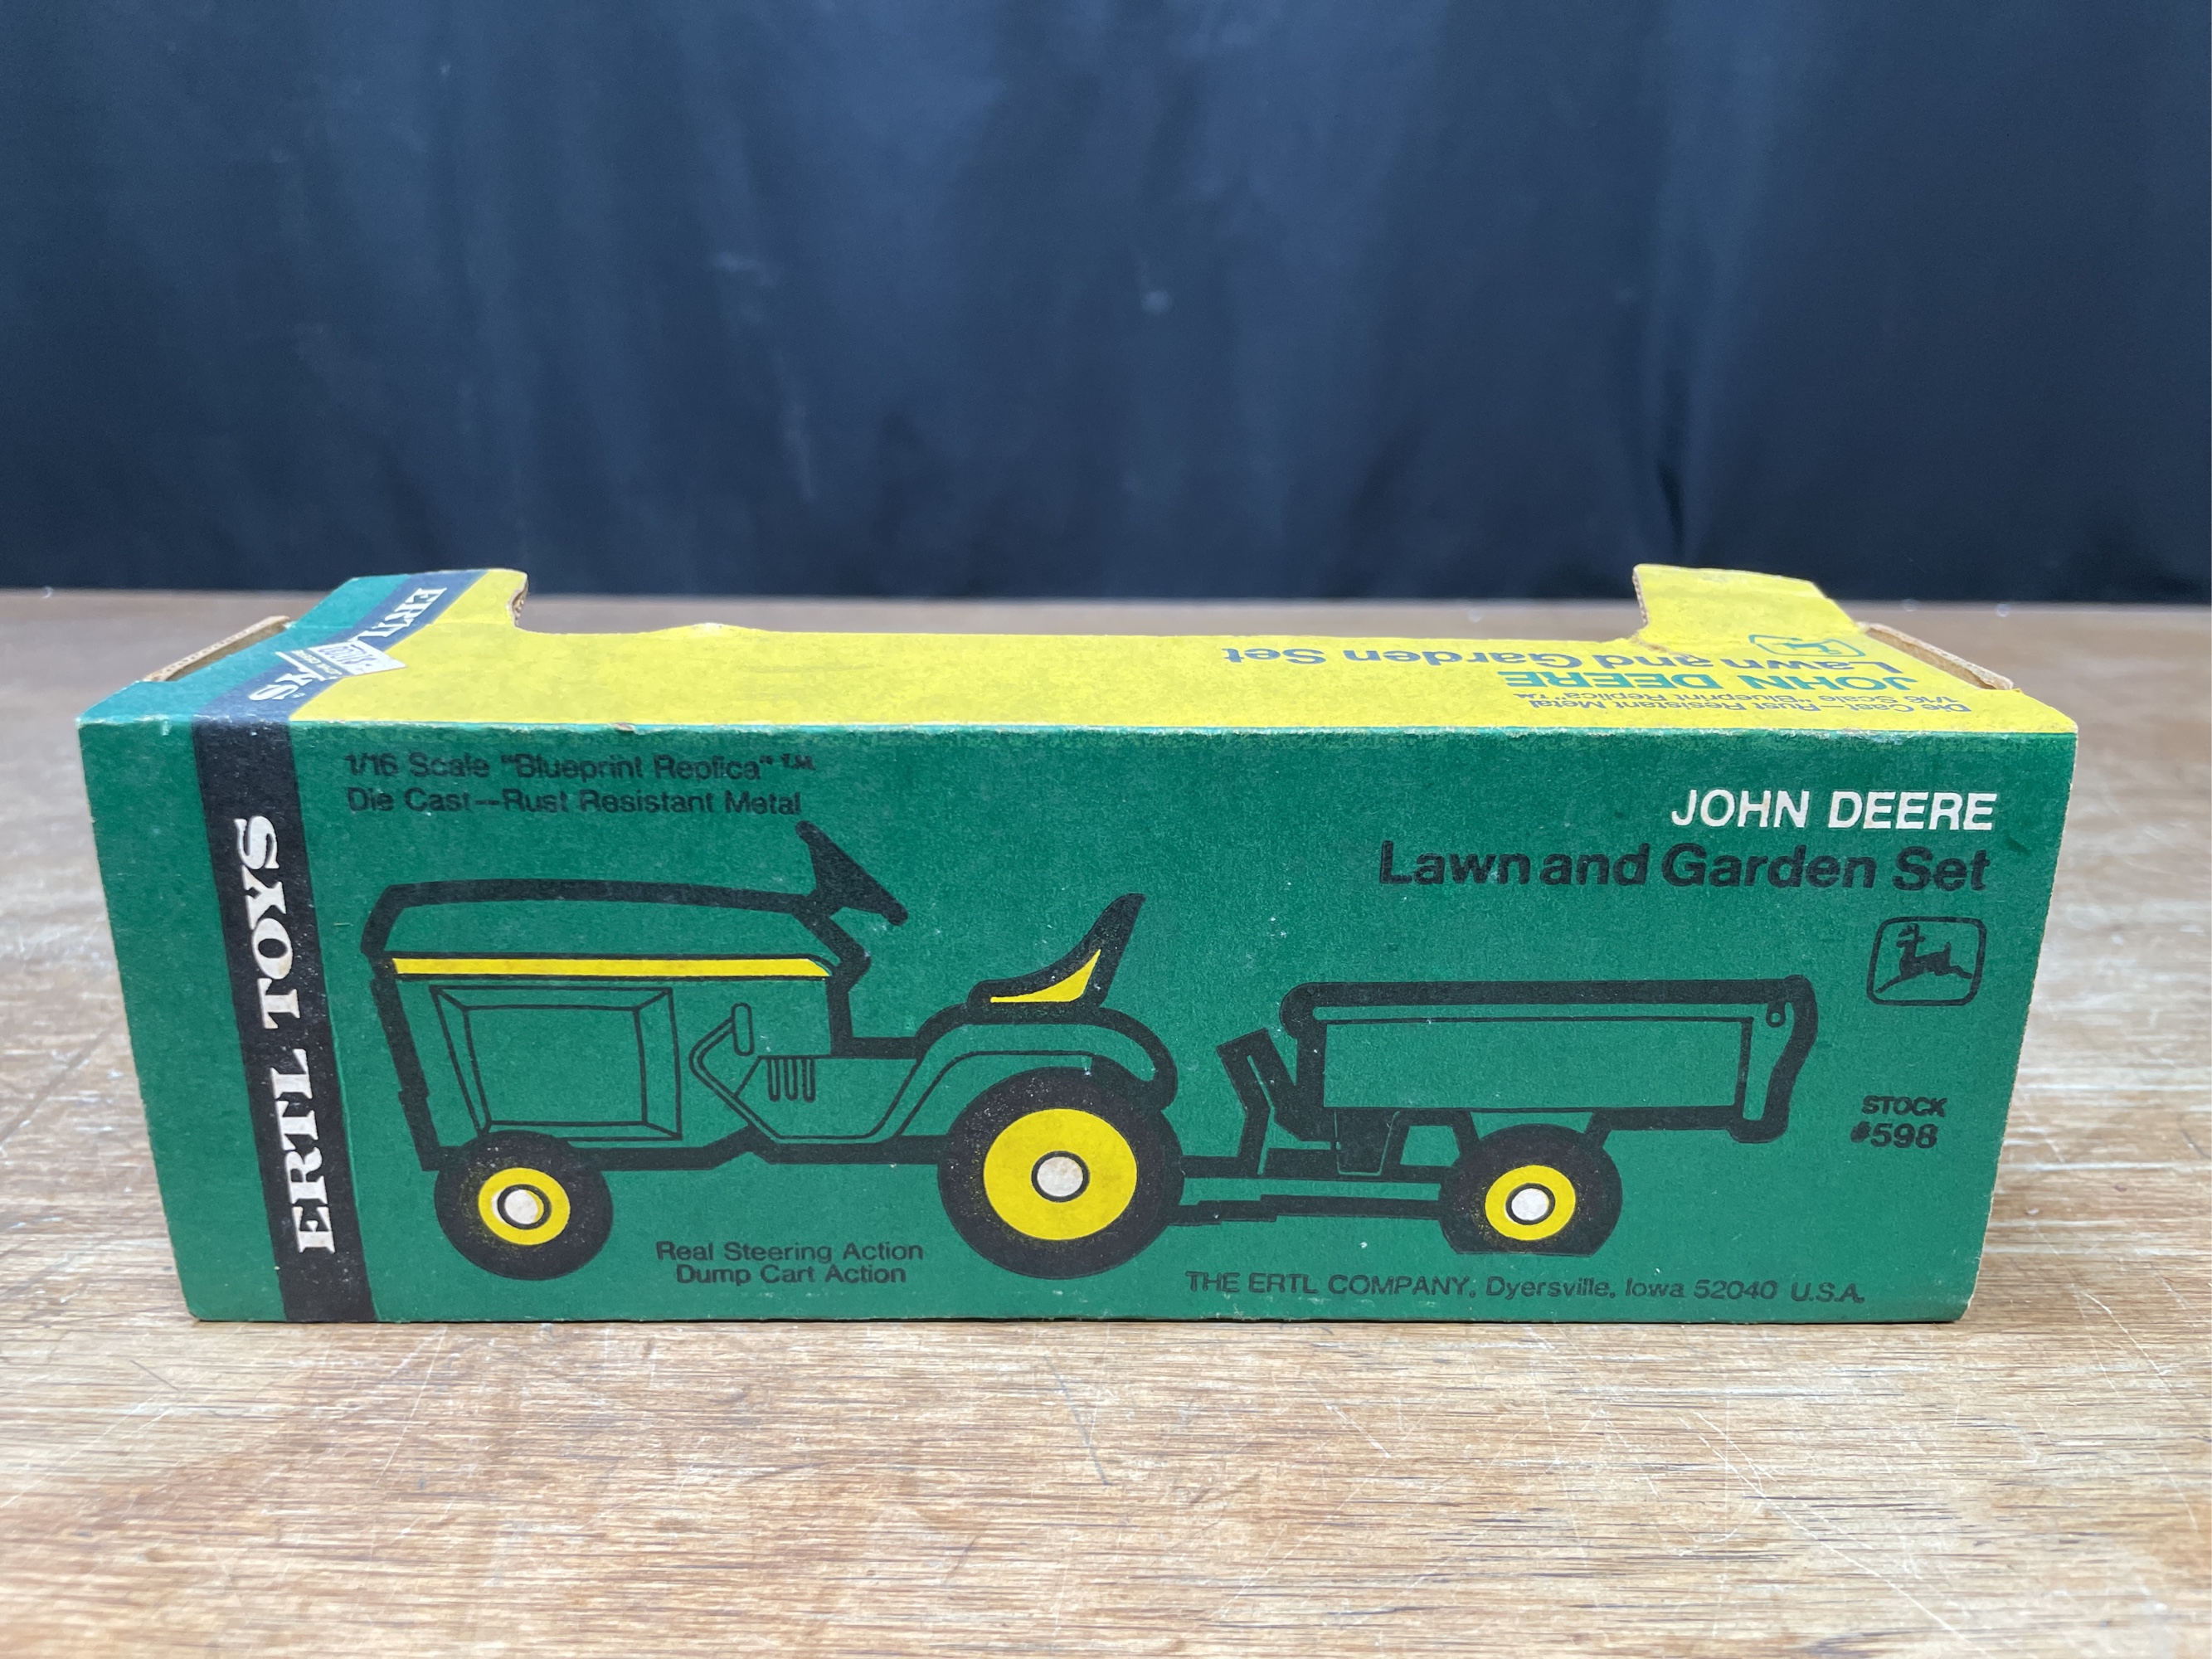 ERTL TOYS
Die Cast—Rust Resistant Metal
1/16 Scale "Blueprint Replica" T.M.
JOHN DEERE
Lawn and Garden Set
ERTL TOYS
1/16 Scale "Blueprint Replica" T.M.
Die Cast—Rust Resistant Metal
JOHN DEERE
Lawn and Garden Set
STOCK
#598
Real Steering Action
Dump Cart Action
THE ERTL COMPANY, Dyersville, Iowa 52040 U.S.A.